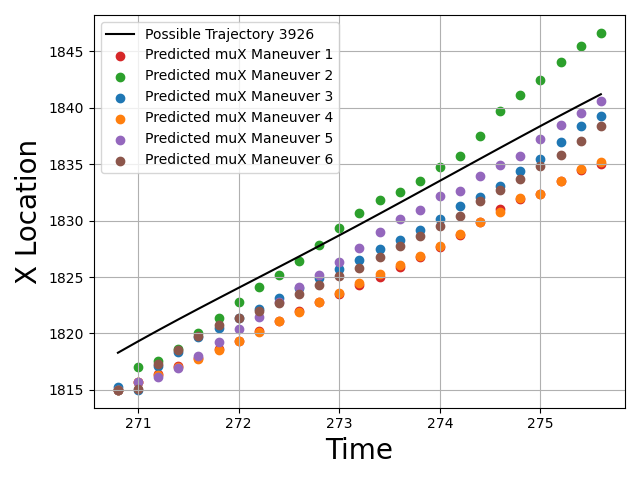 Possible Trajectory 3926
Predicted muX Maneuver 1
Predicted muX Maneuver 2
Predicted muX Maneuver 3
Predicted muX Maneuver 4
Predicted muX Maneuver 5
Predicted muX Maneuver 6
X Location
1845
1840
1835
1830
1825
1820
1815
271 272 273 274 275
Time